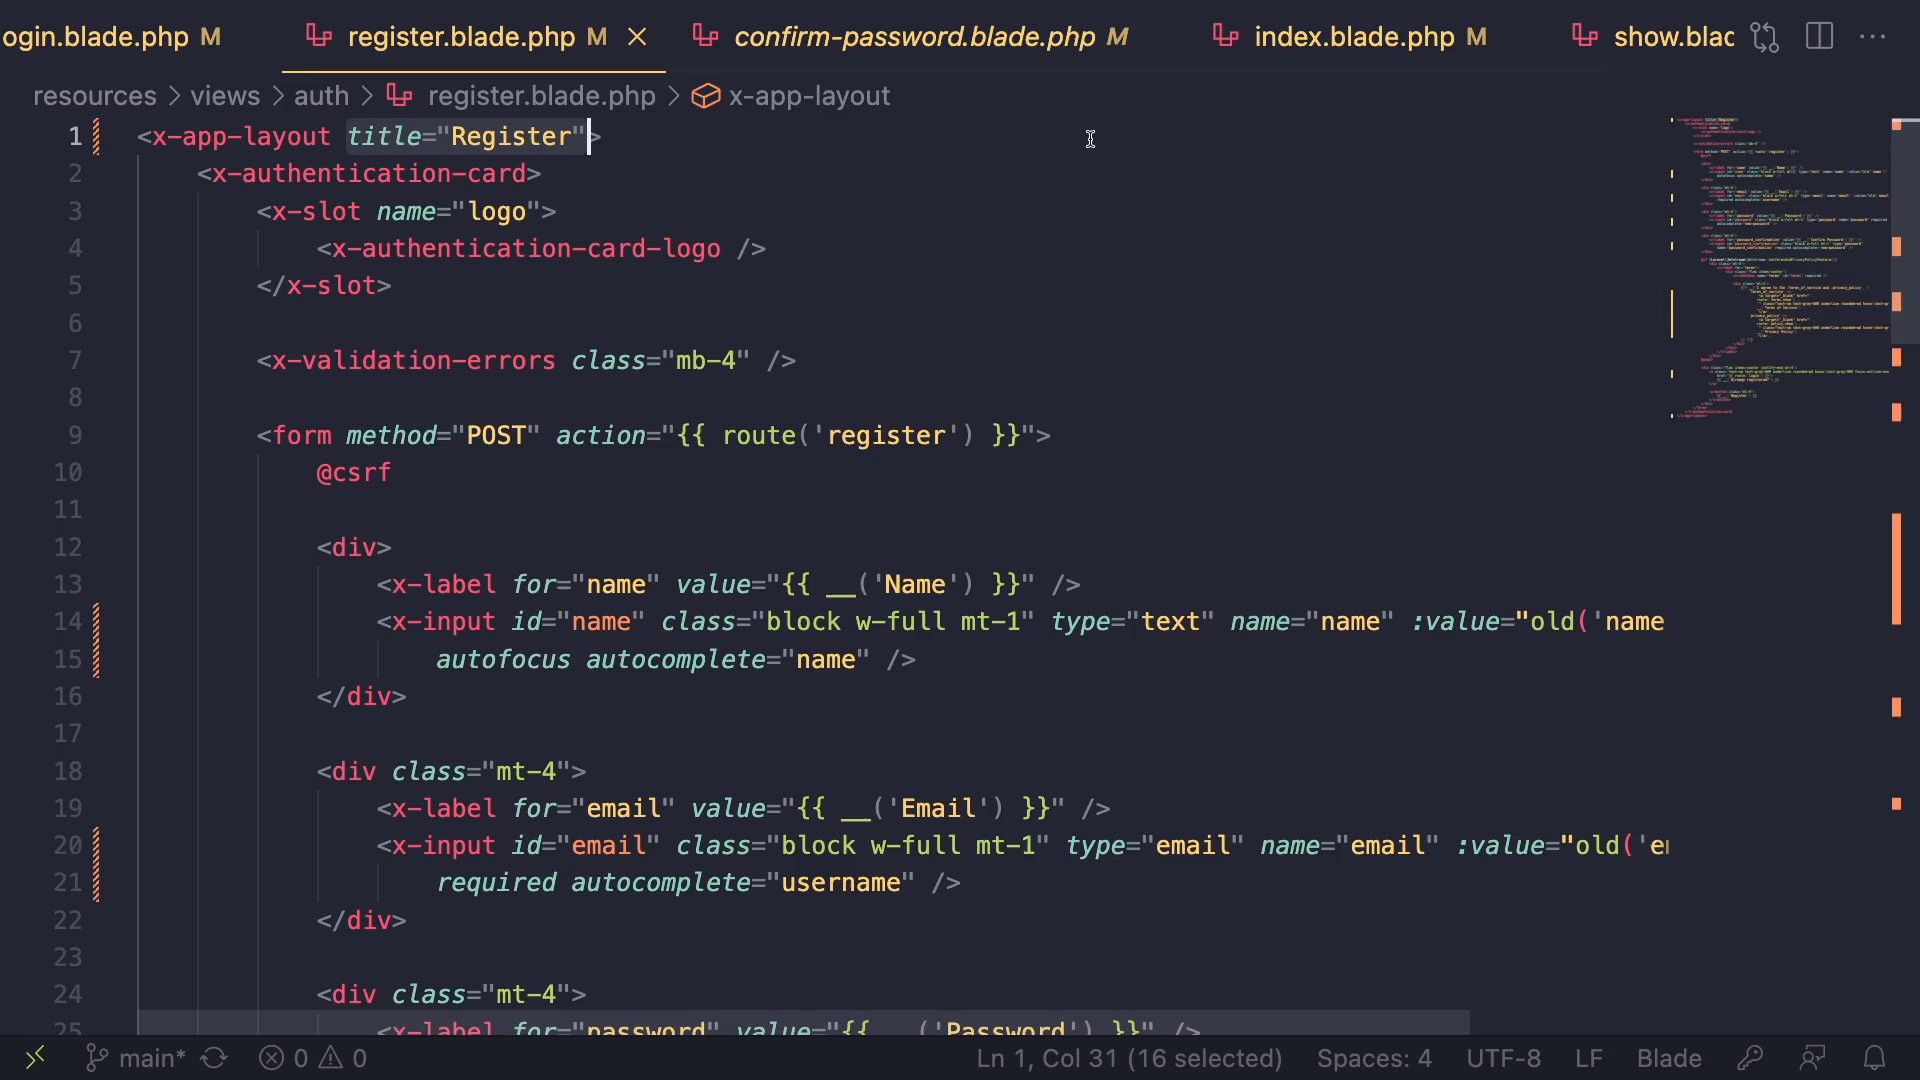 ogin.blade.php M register.blade.php M confirm-password.blade.php M index.blade.php M show.blac
resources > views > auth > register.blade.php > x-app-layout
1 <x-app-layout title="Register">
2 <x-authentication-card>
3 <x-slot name="logo">
4 <x-authentication-card-logo />
5 </x-slot>
6
7 <x-validation-errors class="mb-4" />
8
9 <form method="POST" action="{{ route('register') }}">
10 @csrf
11
12 <div>
13 <x-label for="name" value="{{ __('Name') }}" />
14 <x-input id="name" class="block w-full mt-1" type="text" name="name" :value="old('name
15 autofocus autocomplete="name" />
16 </div>
17
18 <div class="mt-4">
19 <x-label for="email" value="{{ __('Email') }}" />
20 <x-input id="email" class="block w-full mt-1" type="email" name="email" :value="old('e
21 required autocomplete="username" />
22 </div>
23
24 <div class="mt-4">
25 <x-label for="password" value="{{ __('Password') }}" />
main* 0 0 Ln 1, Col 31 (16 selected) Spaces: 4 UTF-8 LF Blade